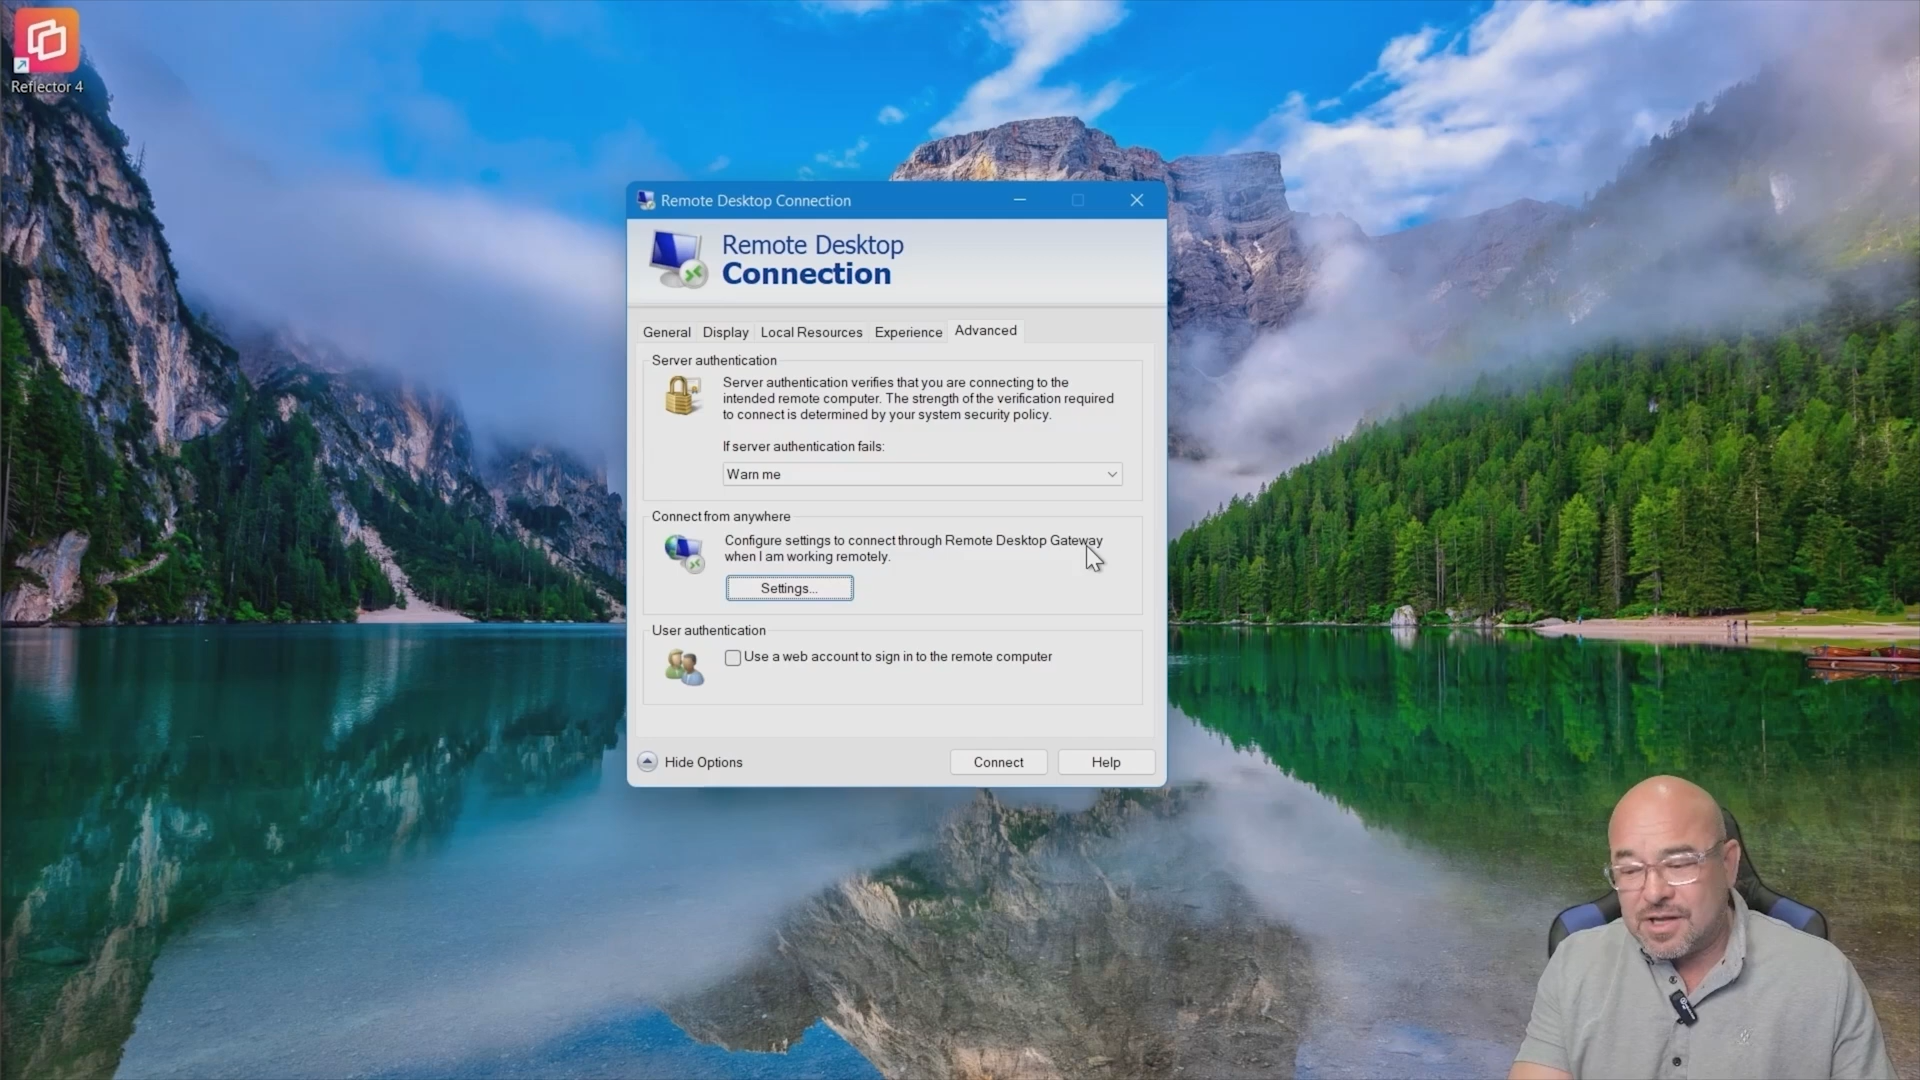 Reflector 4
Remote Desktop Connection
Remote Desktop
Connection
General Display Local Resources Experience Advanced
Server authentication
Server authentication verifies that you are connecting to the
intended remote computer. The strength of the verification required
to connect is determined by your system security policy.
If server authentication fails:
Warn me
Connect from anywhere
Configure settings to connect through Remote Desktop Gateway
when I am working remotely.
Settings...
User authentication
Use a web account to sign in to the remote computer
Hide Options
Connect
Help